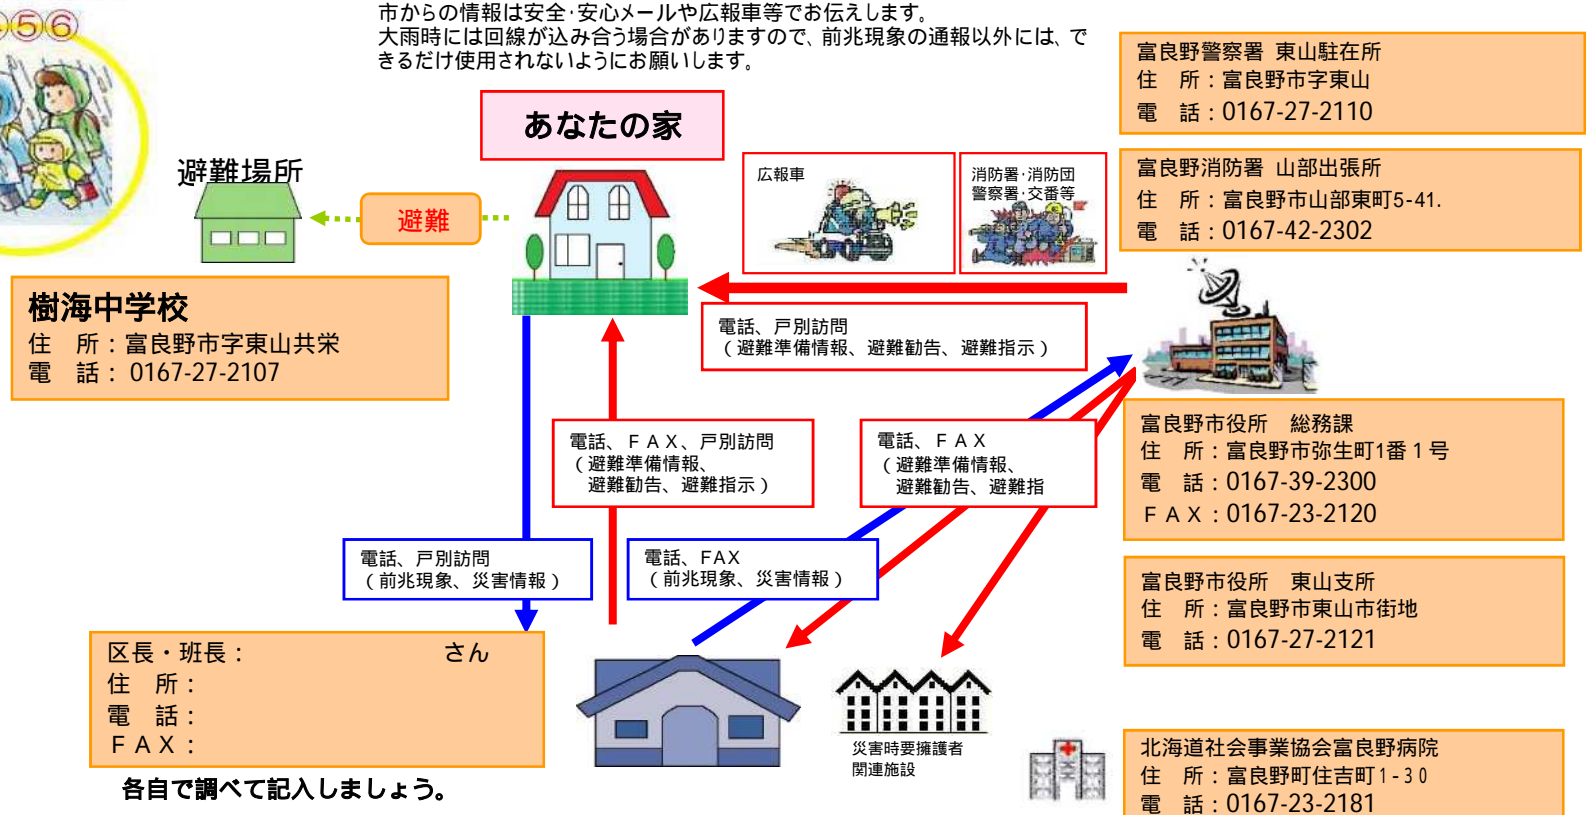 ⑤⑥
市からの情報は安全・安心メールや広報車等でお伝えします。
大雨時には回線が込み合う場合がありますので、前兆現象の通報以外には、で
きるだけ使用されないようにお願いします。
あなたの家
避難場所
避難
樹海中学校
住　所：富良野市字東山共栄
電　話： 0167-27-2107
広報車
消防署・消防団
警察署・交番等
電話、戸別訪問
（避難準備情報、避難勧告、避難指示）
富良野警察署 東山駐在所
住　所：富良野市字東山
電　話：0167-27-2110
富良野消防署 山部出張所
住　所：富良野市山部東町5-41.
電　話：0167-42-2302
電話、ＦＡＸ、戸別訪問
（避難準備情報、
避難勧告、避難指示）
電話、ＦＡＸ
（避難準備情報、
避難勧告、避難指
富良野市役所　総務課
住　所：富良野市弥生町1番１号
電　話：0167-39-2300
ＦＡＸ：0167-23-2120
電話、戸別訪問
（前兆現象、災害情報）
電話、FAX
（前兆現象、災害情報）
富良野市役所　東山支所
住　所：富良野市東山市街地
電　話：0167-27-2121
区長・班長：　　　　　　　さん
住　所：
電　話：
ＦＡＸ：
各自で調べて記入しましょう。
災害時要擁護者
関連施設
北海道社会事業協会富良野病院
住　所：富良野町住吉町1-30
電　話：0167-23-2181